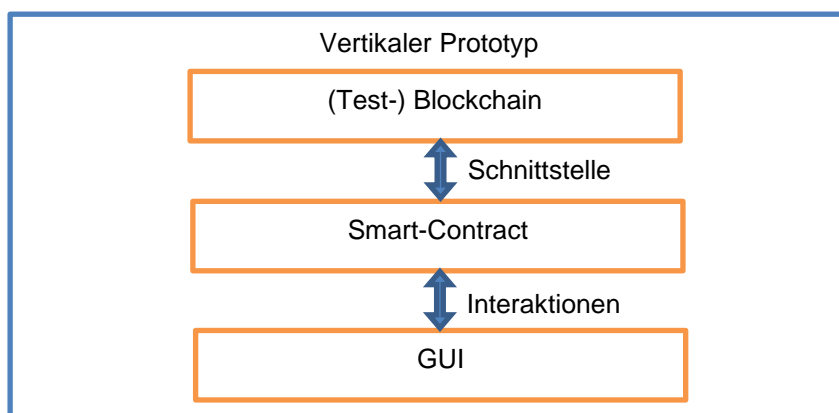 Vertikaler Prototyp
(Test-) Blockchain
Schnittstelle
Smart-Contract
Interaktionen
GUI